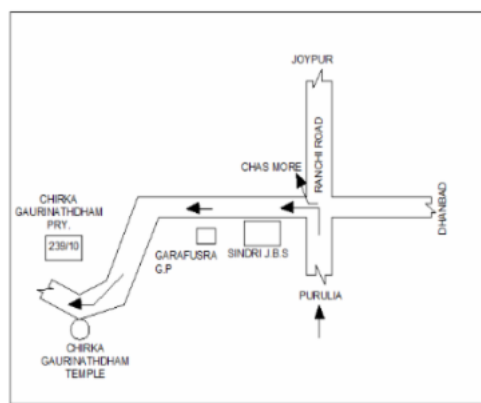 JOYPUR
RANCHI ROAD
CHAS MORE
DHANBAD
CHIRKA
GAURINATHDHAM
PRY.
239/10
GARAFUSRA
G.P
SINDRI J.B.S
PURULIA
CHIRKA
GAURINATHDHAM
TEMPLE